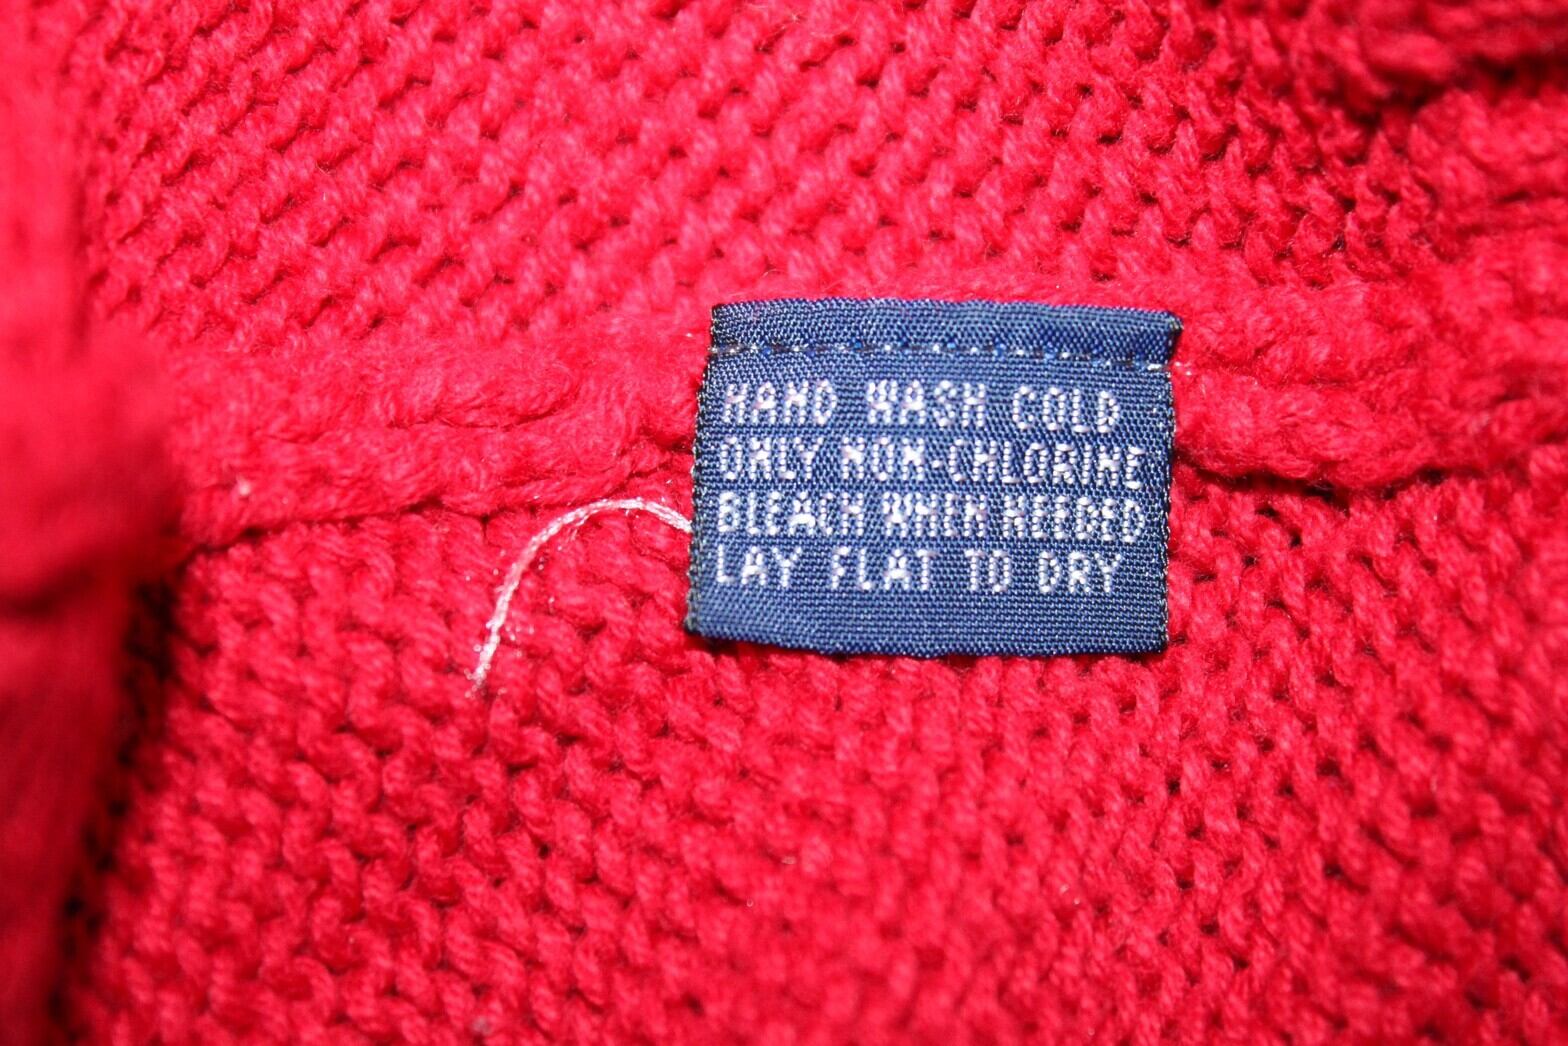 HAND WASH COLD
ONLY NON-CHLORINE
BLEACH WHEN NEEDED
LAY FLAT TO DRY